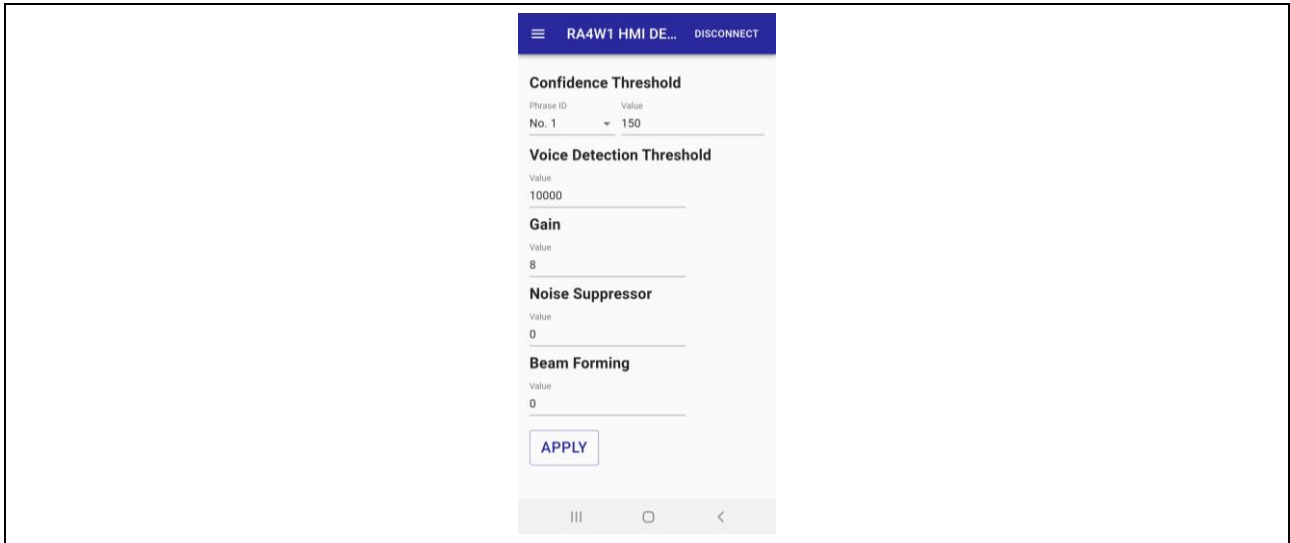 RA4W1 HMI DE... DISCONNECT
Confidence Threshold
Phrase ID Value
No. 1 150
Voice Detection Threshold
Value
10000
Gain
Value
8
Noise Suppressor
Value
0
Beam Forming
Value
0
APPLY